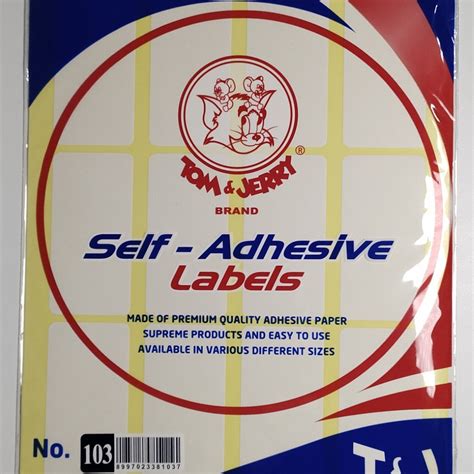 TOM & JERRY ®
BRAND
Self - Adhesive
Labels
MADE OF PREMIUM QUALITY ADHESIVE PAPER
SUPREME PRODUCTS AND EASY TO USE
AVAILABLE IN VARIOUS DIFFERENT SIZES
No. 103
8997023381037
T&J